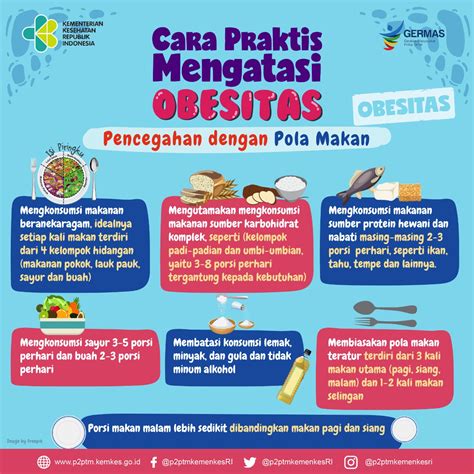 KEMENTERIAN
KESEHATAN
REPUBLIK
INDONESIA
GERMAS
Cara Praktis
Mengatasi
OBESITAS
OBESITAS
Pencegahan dengan Pola Makan
Isi Piringku
Mengkonsumsi makanan
beranekaragam, idealnya
setiap kali makan terdiri
dari 4 kelompok hidangan
(makanan pokok, lauk pauk,
sayur dan buah)
Mengutamakan mengkonsumsi
makanan sumber karbohidrat
komplek, seperti (kelompok
padi-padian dan umbi-umbian,
yaitu 3-8 porsi perhari
tergantung kepada kebutuhan)
Mengkonsumsi makanan
sumber protein hewani dan
nabati masing-masing 2-3
porsi perhari, seperti ikan,
tahu, tempe dan lainnya.
Mengkonsumsi sayur 3-5 porsi
perhari dan buah 2-3 porsi
perhari
Membatasi konsumsi lemak,
minyak, dan gula dan tidak
minum alkohol
Membiasakan pola makan
teratur terdiri dari 3 kali
makan utama (pagi, siang,
malam) dan 1-2 kali makan
selingan
Porsi makan malam lebih sedikit dibandingkan makan pagi dan siang
Image by Freepik
www.p2ptm.kemkes.go.id
@p2ptmkemenkesRI
@p2ptmkemenkesRI
@p2ptmkemenkesri